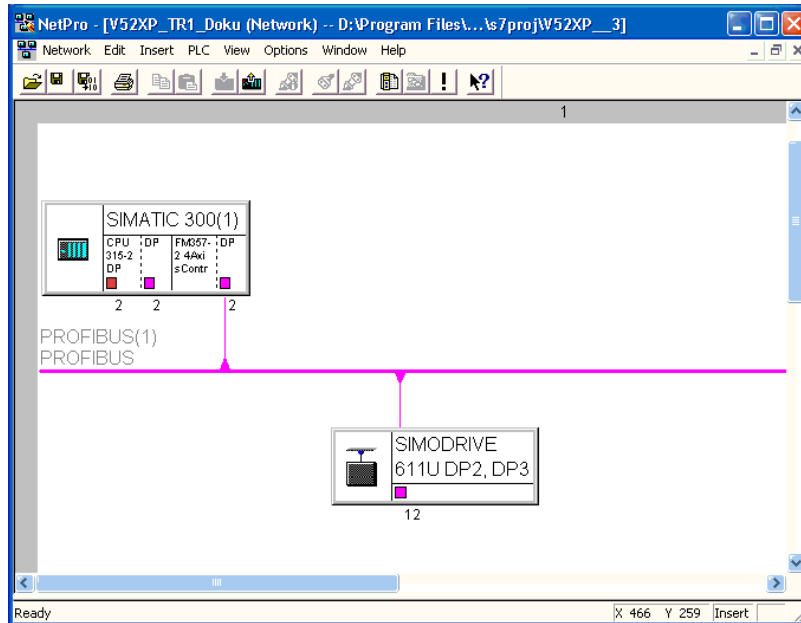 NetPro - [V52XP_TR1_Doku (Network) -- D:\Program Files\...\s7proj\V52XP__3]
Network Edit Insert PLC View Options Window Help
1
SIMATIC 300(1)
CPU 315-2 DP
DP
FM357-2 4Axi sContr
DP
2 2 2
PROFIBUS(1)
PROFIBUS
SIMODRIVE
611U DP2, DP3
12
Ready
X 466 Y 259 Insert